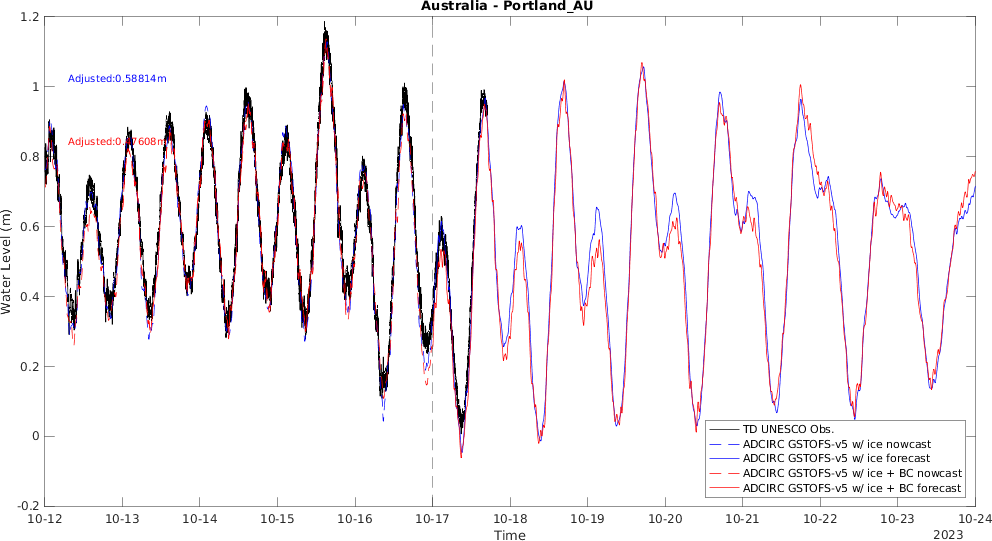 Australia - Portland_AU
1.2
1
0.8
0.6
0.4
0.2
0
-0.2
Water Level (m)
Adjusted:0.58814m
TD UNESCO Obs.
ADCIRC GSTOFS-v5 w/ ice nowcast
ADCIRC GSTOFS-v5 w/ ice forecast
ADCIRC GSTOFS-v5 w/ ice + BC nowcast
ADCIRC GSTOFS-v5 w/ ice + BC forecast
10-12 10-13 10-14 10-15 10-16 10-17 10-18 10-19 10-20 10-21 10-22 10-23 10-24
Time
2023